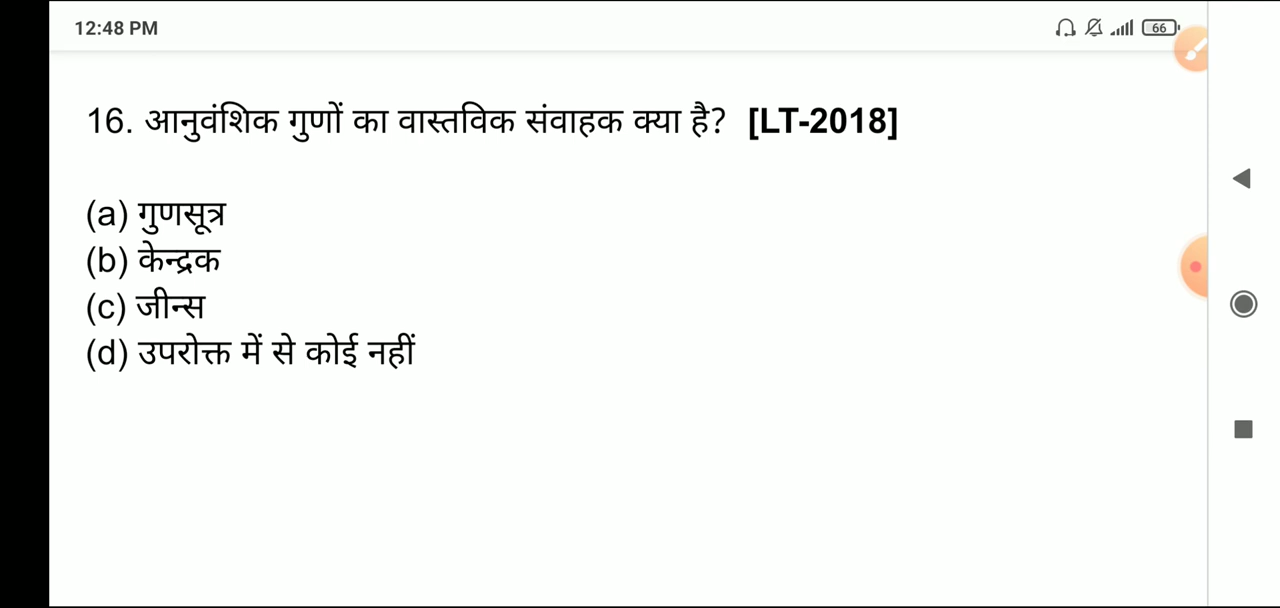 12:48 PM
66
16. आनुवंशिक गुणों का वास्तविक संवाहक क्या है? [LT-2018]
(a) गुणसूत्र
(b) केन्द्रक
(c) जीन्स
(d) उपरोक्त में से कोई नहीं